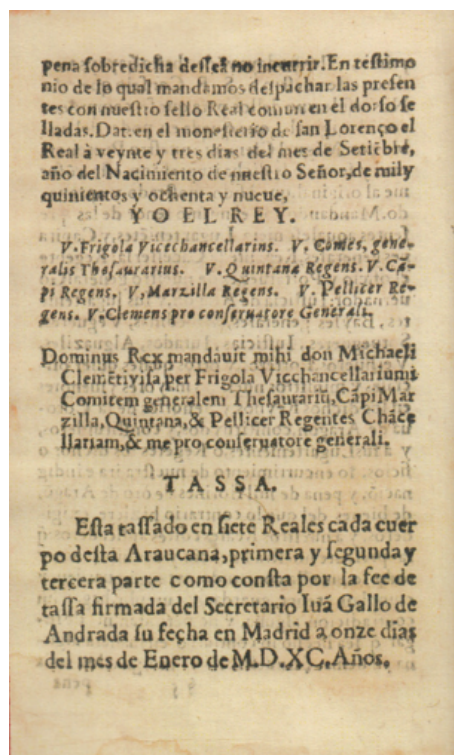 pena sobredicha dessea no incurrir. En testimo
nio de lo qual mandamos despachar las presen
tes con nuestro sello Real comun en el dorso se
lladas. Dat. en el monesterio de san Lorenço el
Real à veynte y tres dias del mes de Setiẽbre,
año del Nacimiento de nuestro Señor, de mil y
quinientos y ochenta y nueue,
YO EL REY.
V. Frigola Vicechancellarius. V. Comes, gene-
ralis Thesaurarius. V. Quintana Regens. V. Cã-
pi Regens. V, Marzilla Regens. V. Pellicer Re-
gens. V. Clemens pro conseruatore Generali.
Dominus Rex mandauit mihi don Michaeli
Clemẽti visa per Frigola Vicchancellarium
Comitem generalem Thesaurariũ, Cãpi Mar
zilla, Quintana, & Pellicer Regentes Chãce
llariam, & me pro conseruatore generali.
TASSA.
Esta tassado en siete Reales cada cuer
po desta Araucana, primera y segunda y
tercera parte como consta por la fee de
tassa firmada del Secretario Iuã Gallo de
Andrada su fecha en Madrid a onze dias
del mes de Enero de M.D.XC. Años.